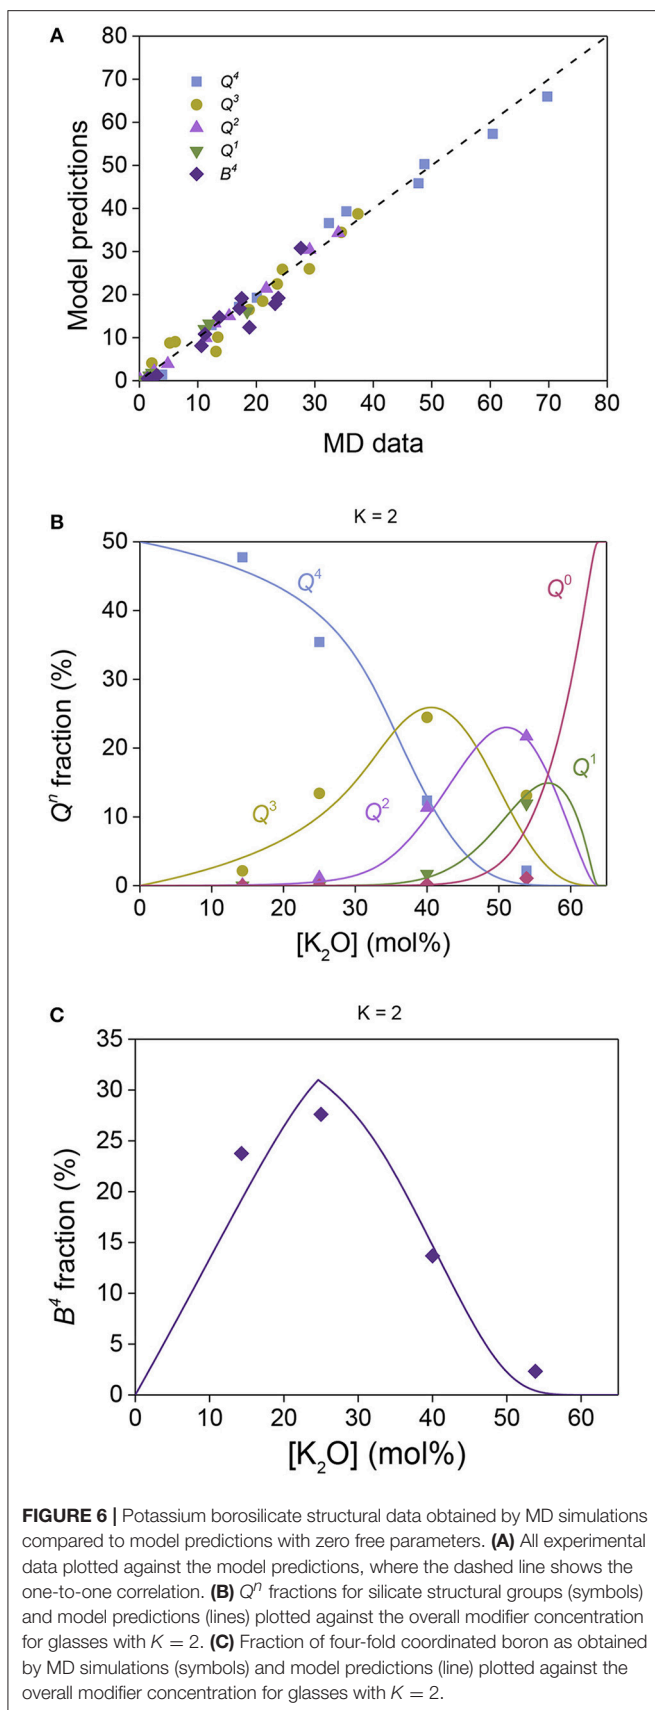 A
80
70
60
50
40
30
20
10
0
Model predictions
Q⁴
Q³
Q²
Q¹
B⁴
0 10 20 30 40 50 60 70 80
MD data
B
K = 2
50
40
30
20
10
0
Qⁿ fraction (%)
Q⁴
Q⁰
Q³
Q²
Q¹
0 10 20 30 40 50 60
[K₂O] (mol%)
C
K = 2
35
30
25
20
15
10
5
0
B⁴ fraction (%)
0 10 20 30 40 50 60
[K₂O] (mol%)
FIGURE 6 | Potassium borosilicate structural data obtained by MD simulations
compared to model predictions with zero free parameters. (A) All experimental
data plotted against the model predictions, where the dashed line shows the
one-to-one correlation. (B) Qⁿ fractions for silicate structural groups (symbols)
and model predictions (lines) plotted against the overall modifier concentration
for glasses with K = 2. (C) Fraction of four-fold coordinated boron as obtained
by MD simulations (symbols) and model predictions (line) plotted against the
overall modifier concentration for glasses with K = 2.